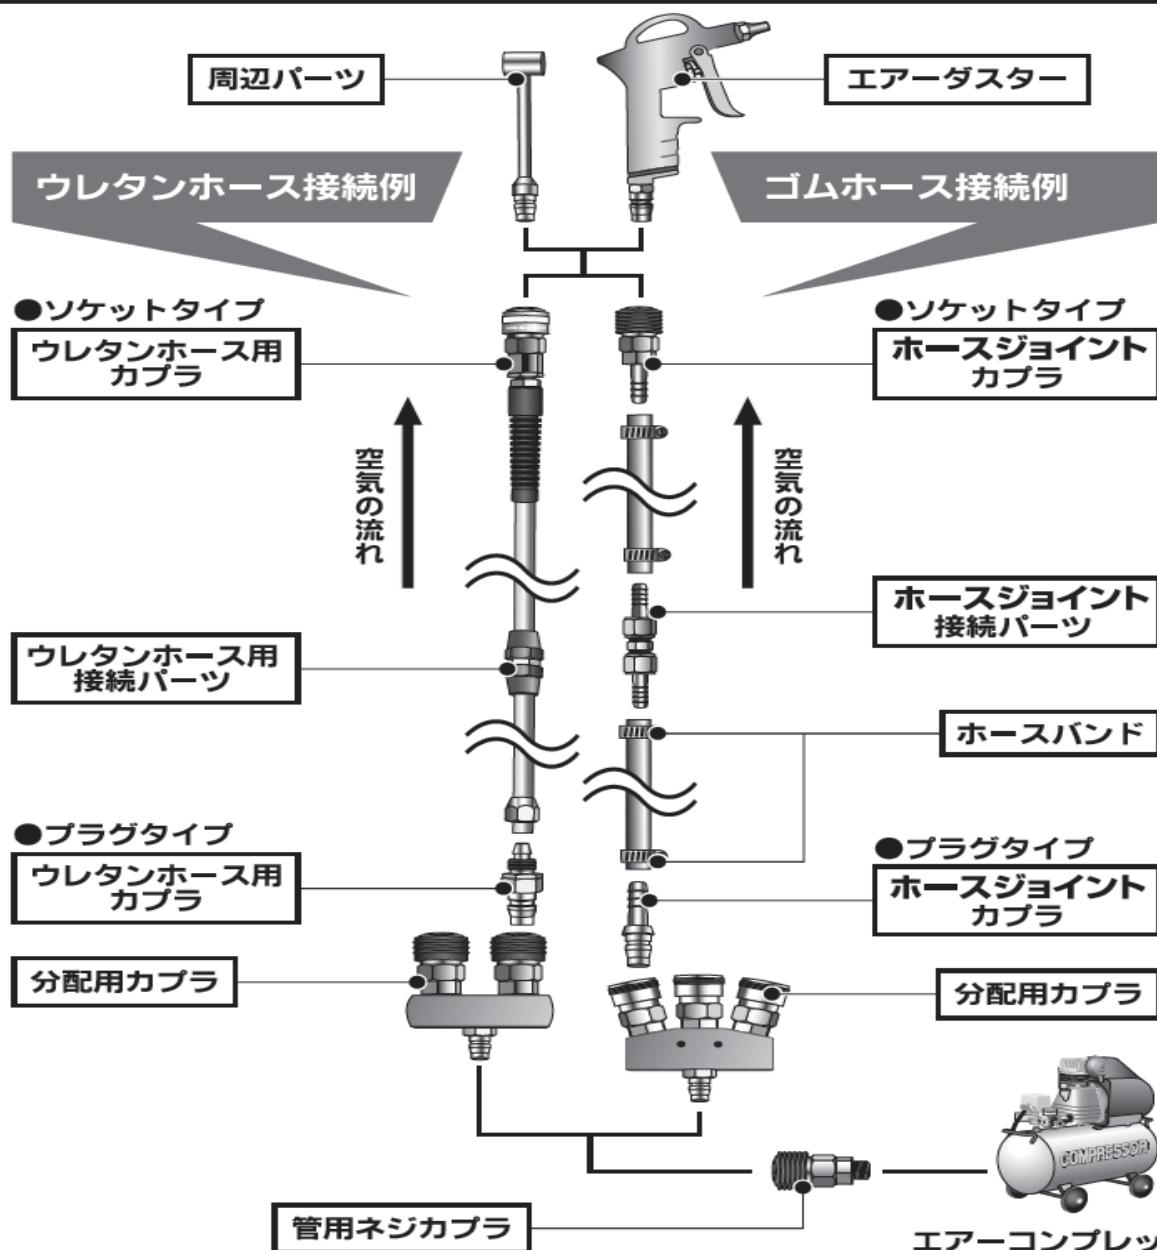 周辺パーツ
エアーダスター
ウレタンホース接続例
ゴムホース接続例
●ソケットタイプ
ウレタンホース用
カプラ
●ソケットタイプ
ホースジョイント
カプラ
空気の流れ
空気の流れ
ウレタンホース用
接続パーツ
ホースジョイント
接続パーツ
ホースバンド
●プラグタイプ
ウレタンホース用
カプラ
●プラグタイプ
ホースジョイント
カプラ
分配用カプラ
分配用カプラ
COMPRESSOR
管用ネジカプラ
エアーコンプレッ